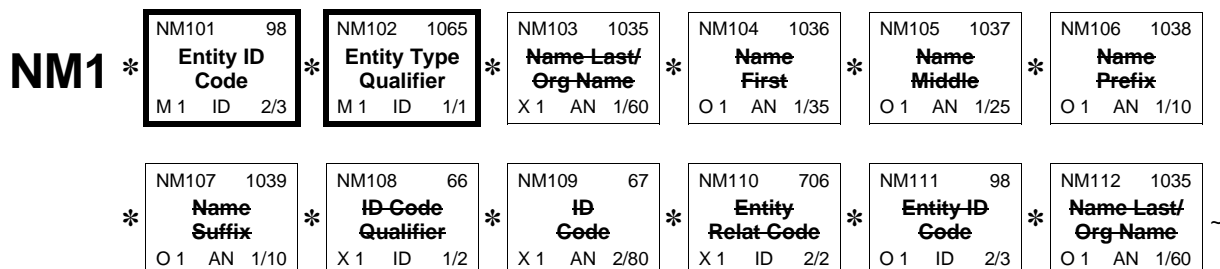 NM101 98 NM102 1065 NM103 1035 NM104 1036 NM105 1037 NM106 1038
NM1 * Entity ID Code * Entity Type Qualifier * Name Last/ Org Name * Name First * Name Middle * Name Prefix
M 1 ID 2/3 M 1 ID 1/1 X 1 AN 1/60 O 1 AN 1/35 O 1 AN 1/25 O 1 AN 1/10
NM107 1039 NM108 66 NM109 67 NM110 706 NM111 98 NM112 1035
* Name Suffix * ID Code Qualifier * ID Code * Entity Relat Code * Entity ID Code * Name Last/ Org Name ~
O 1 AN 1/10 X 1 ID 1/2 X 1 AN 2/80 X 1 ID 2/2 O 1 ID 2/3 O 1 AN 1/60